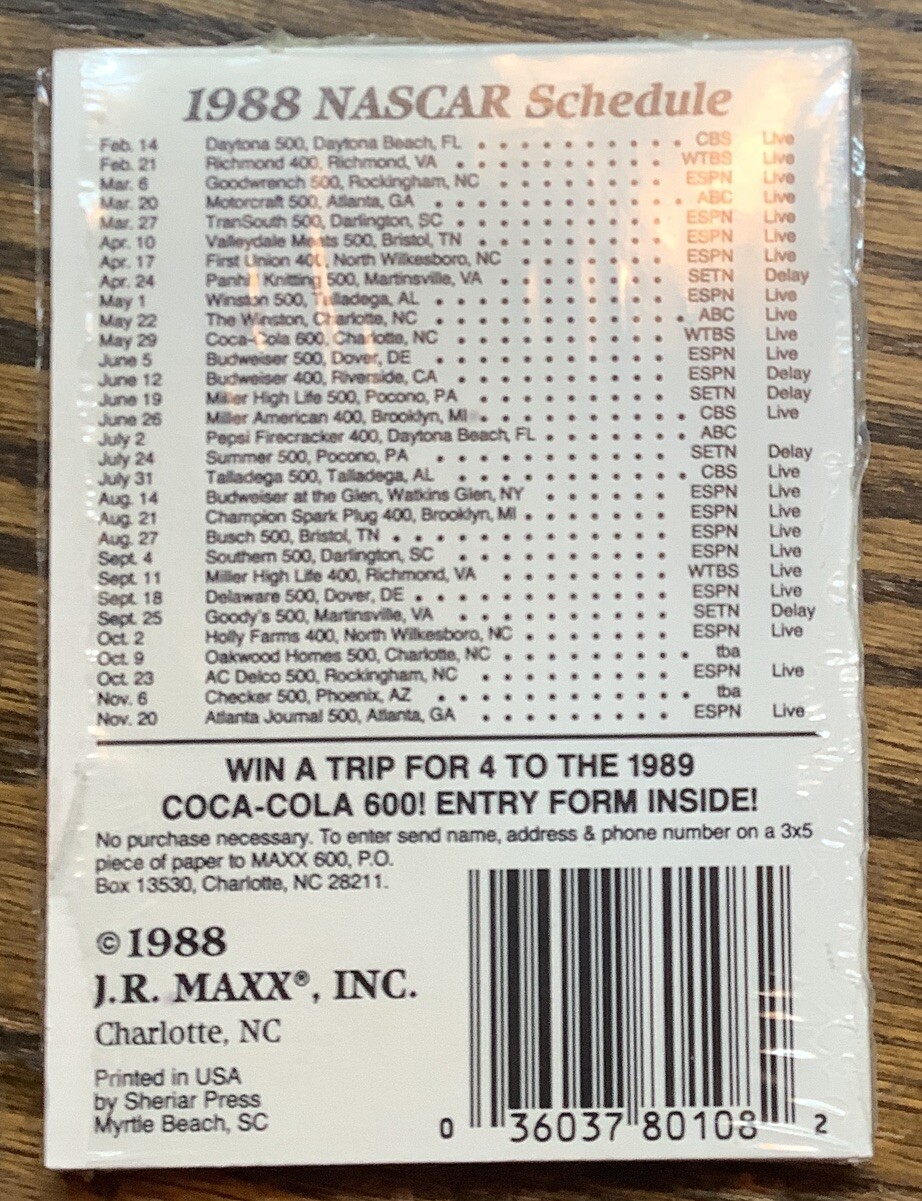 1988 NASCAR Schedule
Feb. 14 Daytona 500, Daytona Beach, FL . . . . . . . . . . CBS Live
Feb. 21 Richmond 400, Richmond, VA . . . . . . . . . . WTBS Live
Mar. 6 Goodwrench 500, Rockingham, NC . . . . . . . . . ESPN Live
Mar. 20 Motorcraft 500, Atlanta, GA . . . . . . . . . . . . ABC Live
Mar. 27 TranSouth 500, Darlington, SC . . . . . . . . . . ESPN Live
Apr. 10 Valleydale Meats 500, Bristol, TN . . . . . . . . . ESPN Live
Apr. 17 First Union 400, North Wilkesboro, NC . . . . . . . . ESPN Live
Apr. 24 Panhi Knitting 500, Martinsville, VA . . . . . . . . SETN Delay
May 1 Winston 500, Talladega, AL . . . . . . . . . . . ESPN Live
May 22 The Winston, Charlotte, NC . . . . . . . . . . . . ABC Live
May 29 Coca-Cola 600, Charlotte, NC . . . . . . . . . . WTBS Live
June 5 Budweiser 500, Dover, DE . . . . . . . . . . . ESPN Live
June 12 Budweiser 400, Riverside, CA . . . . . . . . . . ESPN Delay
June 19 Miller High Life 500, Pocono, PA . . . . . . . . . SETN Delay
June 26 Miller American 400, Brooklyn, MI . . . . . . . . . . CBS Live
July 2 Pepsi Firecracker 400, Daytona Beach, FL . . . . . . . ABC
July 24 Summer 500, Pocono, PA . . . . . . . . . . . SETN Delay
July 31 Talladega 500, Talladega, AL . . . . . . . . . . . CBS Live
Aug. 14 Budweiser at the Glen, Watkins Glen, NY . . . . . . . ESPN Live
Aug. 21 Champion Spark Plug 400, Brooklyn, MI . . . . . . . ESPN Live
Aug. 27 Busch 500, Bristol, TN . . . . . . . . . . . . . ESPN Live
Sept. 4 Southern 500, Darlington, SC . . . . . . . . . . ESPN Live
Sept. 11 Miller High Life 400, Richmond, VA . . . . . . . . WTBS Live
Sept. 18 Delaware 500, Dover, DE . . . . . . . . . . . . ESPN Live
Sept. 25 Goody's 500, Martinsville, VA . . . . . . . . . . SETN Delay
Oct. 2 Holly Farms 400, North Wilkesboro, NC . . . . . . . ESPN Live
Oct. 9 Oakwood Homes 500, Charlotte, NC . . . . . . . . . tba
Oct. 23 AC Delco 500, Rockingham, NC . . . . . . . . . ESPN Live
Nov. 6 Checker 500, Phoenix, AZ . . . . . . . . . . . . tba
Nov. 20 Atlanta Journal 500, Atlanta, GA . . . . . . . . . ESPN Live
WIN A TRIP FOR 4 TO THE 1989
COCA-COLA 600! ENTRY FORM INSIDE!
No purchase necessary. To enter send name, address & phone number on a 3x5
piece of paper to MAXX 600, P.O.
Box 13530, Charlotte, NC 28211.
© 1988
J.R. MAXX®, INC.
Charlotte, NC
Printed in USA
by Sheriar Press
Myrtle Beach, SC
0 36037 80108 2